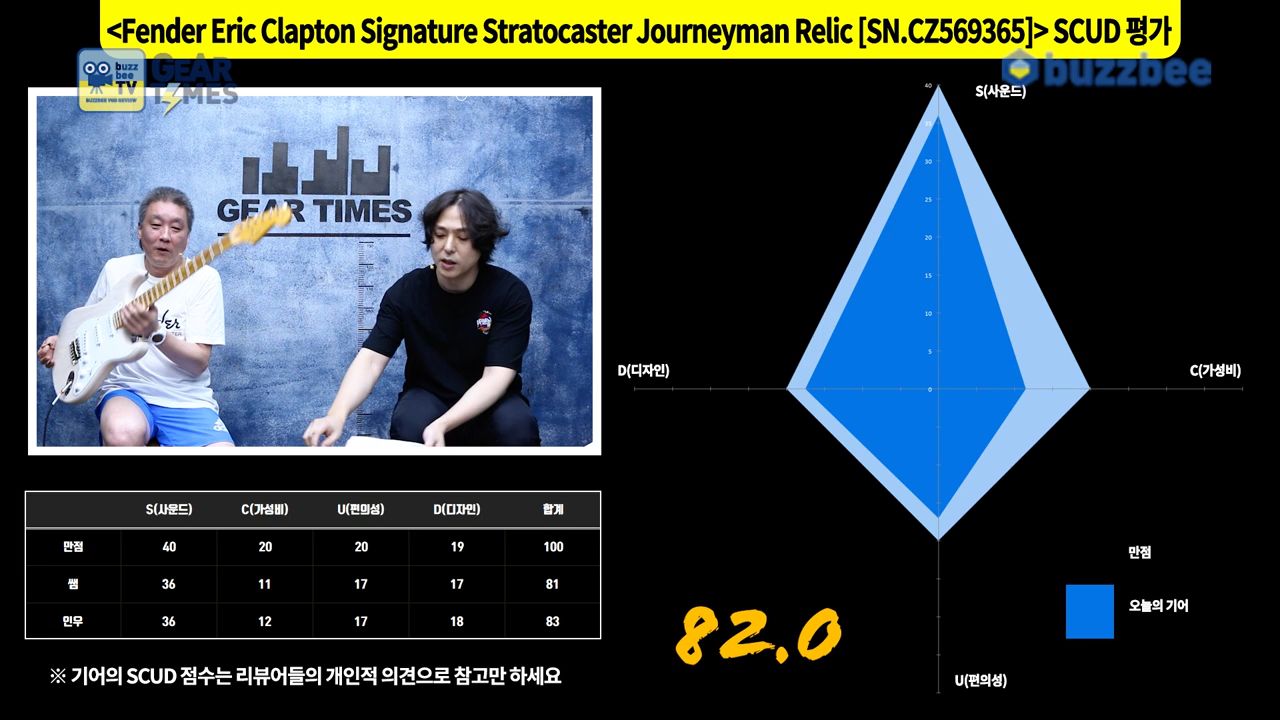 <Fender Eric Clapton Signature Stratocaster Journeyman Relic [SN.CZ569365]> SCUD 평가
buzz
bee
TV
BUZZBEE YOU REVIEW
GEAR
TIMES
buzzbee
GEAR TIMES
S(사운드)
40
35
30
25
20
15
10
5
0
D(디자인)
C(가성비)
U(편의성)
만점
오늘의 기어
S(사운드) C(가성비) U(편의성) D(디자인) 합계
만점 40 20 20 19 100
쌤 36 11 17 17 81
민우 36 12 17 18 83
82.0
※ 기어의 SCUD 점수는 리뷰어들의 개인적 의견으로 참고만 하세요